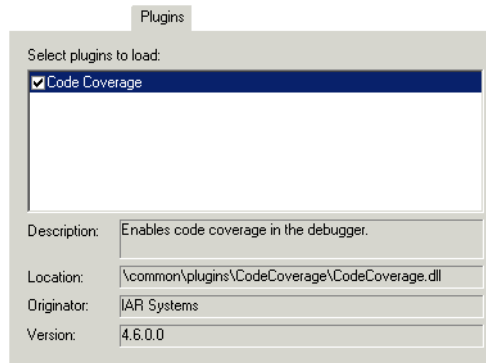 Plugins
Select plugins to load:
Code Coverage
Description: Enables code coverage in the debugger.
Location: \common\plugins\CodeCoverage\CodeCoverage.dll
Originator: IAR Systems
Version: 4.6.0.0